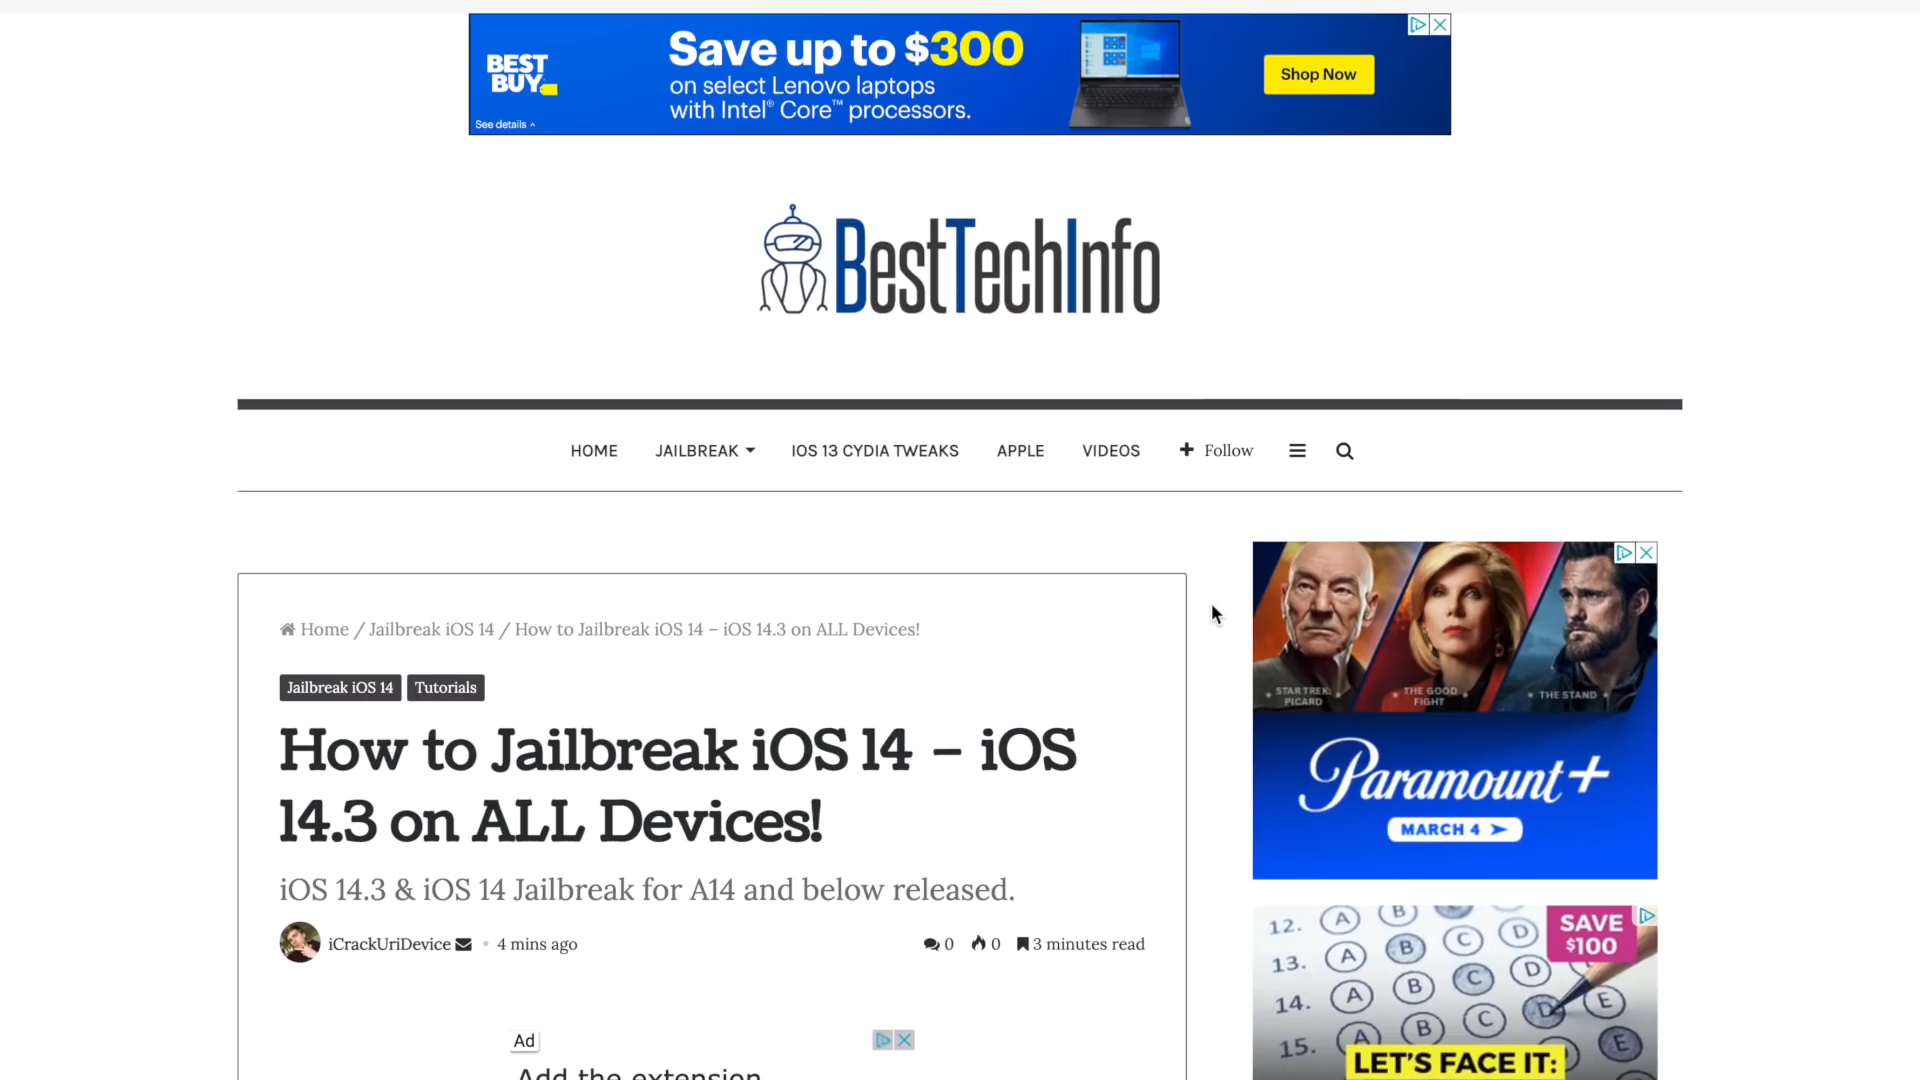 BEST
BUY
Save up to $300
on select Lenovo laptops
with Intel® Core™ processors.
See details ^
Shop Now
BestTechInfo
HOME
JAILBREAK
IOS 13 CYDIA TWEAKS
APPLE
VIDEOS
Follow
Home / Jailbreak iOS 14 / How to Jailbreak iOS 14 – iOS 14.3 on ALL Devices!
Jailbreak iOS 14
Tutorials
How to Jailbreak iOS 14 – iOS
14.3 on ALL Devices!
iOS 14.3 & iOS 14 Jailbreak for A14 and below released.
iCrackUriDevice
4 mins ago
0
0
3 minutes read
Ad
Add the extension
STAR TREK:
PICARD
THE GOOD
FIGHT
THE STAND
Paramount+
MARCH 4
SAVE
$100
12. A B D
13. A B C D
14. A B C D E
15. A B C E
LET'S FACE IT: